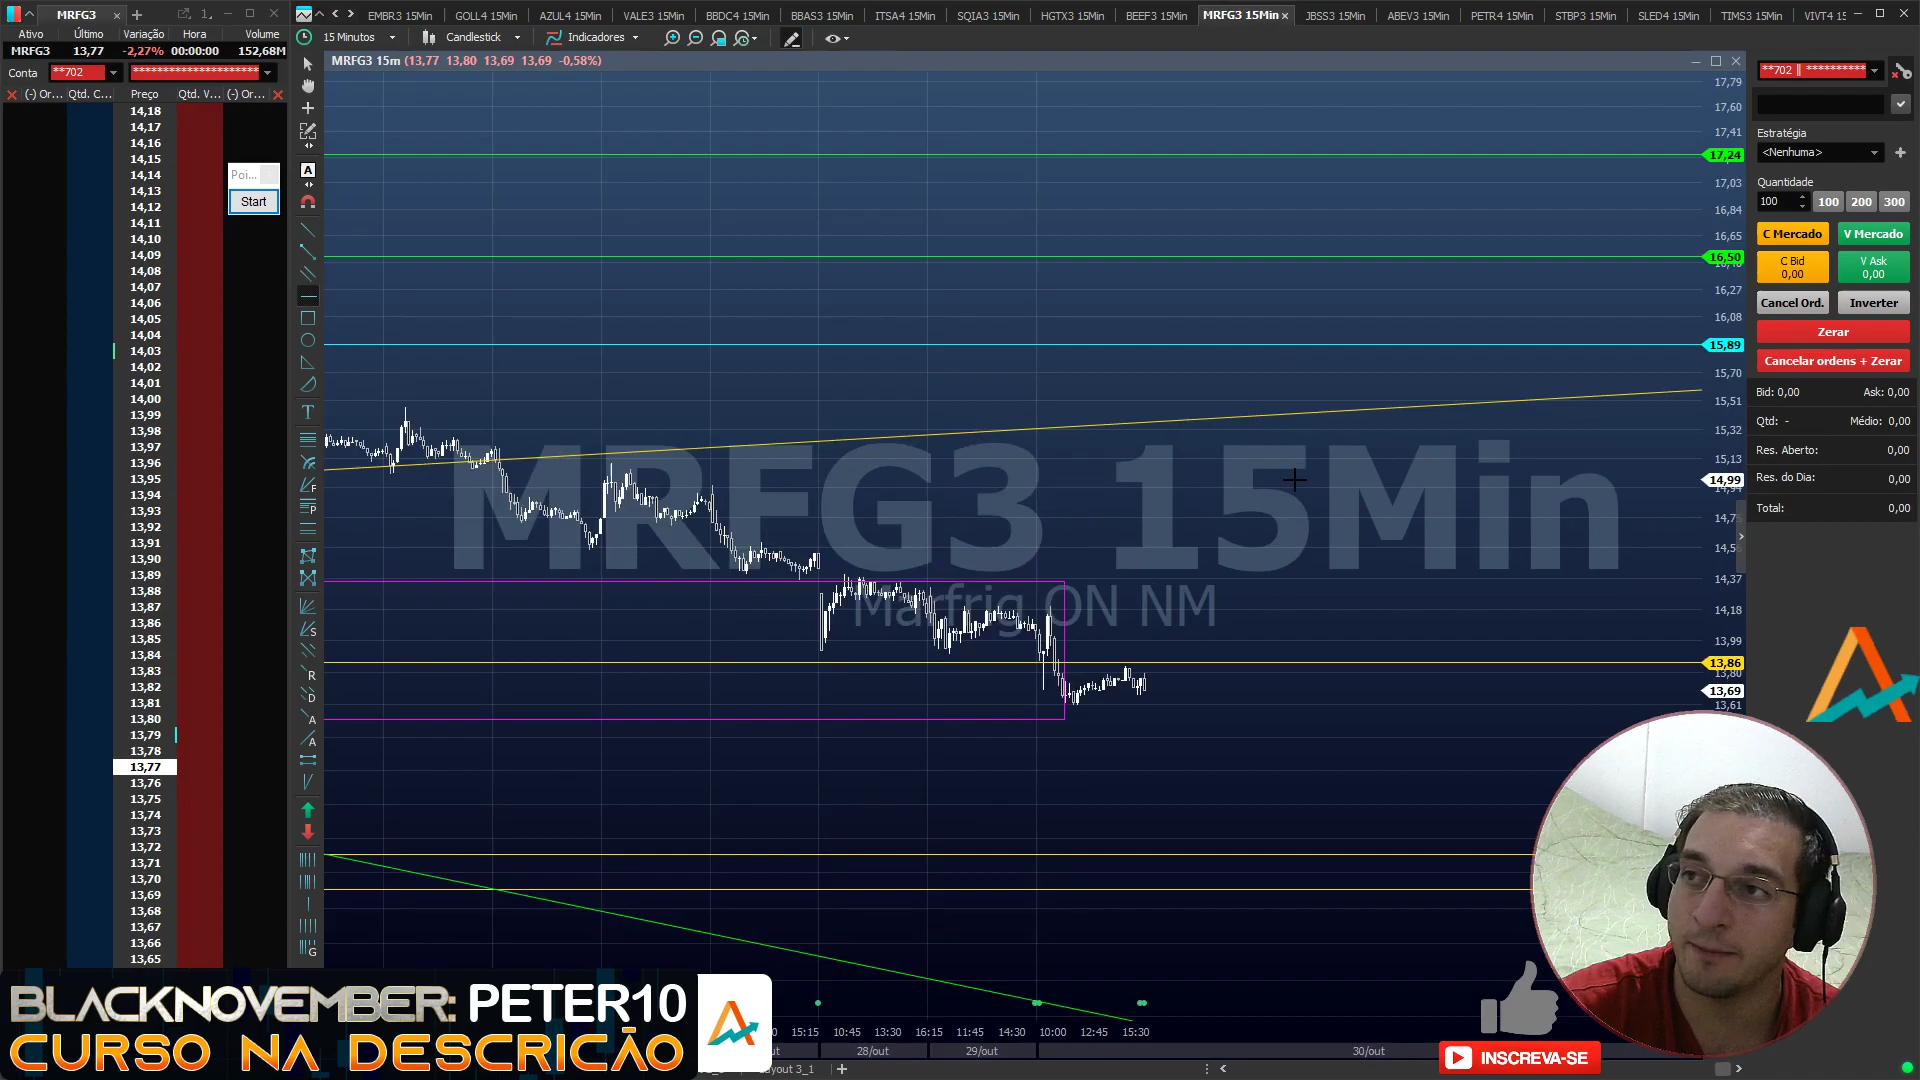 MRFG3
EMBR3 15Min GOLL4 15Min AZUL4 15Min VALE3 15Min BBDC4 15Min BBAS3 15Min ITSA4 15Min SQIA3 15Min HGTX3 15Min BEEF3 15Min MRFG3 15Min JBSS3 15Min ABEV3 15Min PETR4 15Min STBP3 15Min SLED4 15Min TIMS3 15Min VIVT4 15
Ativo Último Variação Hora Volume
MRFG3 13,77 -2,27% 00:00:00 152,68M
15 Minutos Candlestick Indicadores
Conta **702 **********************
MRFG3 15m (13,77 13,80 13,69 13,69 -0,58%)
(-) Or... Qtd. C... Preço Qtd. V... (-) Or...
14,18
14,17
14,16
14,15
14,14
14,13
14,12
14,11
14,10
14,09
14,08
14,07
14,06
14,05
14,04
14,03
14,02
14,01
14,00
13,99
13,98
13,97
13,96
13,95
13,94
13,93
13,92
13,91
13,90
13,89
13,88
13,87
13,86
13,85
13,84
13,83
13,82
13,81
13,80
13,79
13,78
13,77
13,76
13,75
13,74
13,73
13,72
13,71
13,70
13,69
13,68
13,67
13,66
13,65
Poi...
Start
MRFG3 15Min
Marfrig ON NM
17,79
17,60
17,41
17,24
17,03
16,84
16,65
16,50
16,27
16,08
15,89
15,70
15,51
15,32
15,13
14,99
14,37
14,18
13,99
13,86
13,80
13,69
13,61
15:15 10:45 13:30 16:15 11:45 14:30 10:00 12:45 15:30
28/out 29/out 30/out
ayout 3_1
**702 || **********
Estratégia
<Nenhuma>
Quantidade
100 100 200 300
C Mercado V Mercado
C Bid V Ask
0,00 0,00
Cancel Ord. Inverter
Zerar
Cancelar ordens + Zerar
Bid: 0,00 Ask: 0,00
Qtd: - Médio: 0,00
Res. Aberto: 0,00
Res. do Dia: 0,00
Total: 0,00
BLACKNOVEMBER: PETER10
CURSO NA DESCRICÃO
INSCREVA-SE